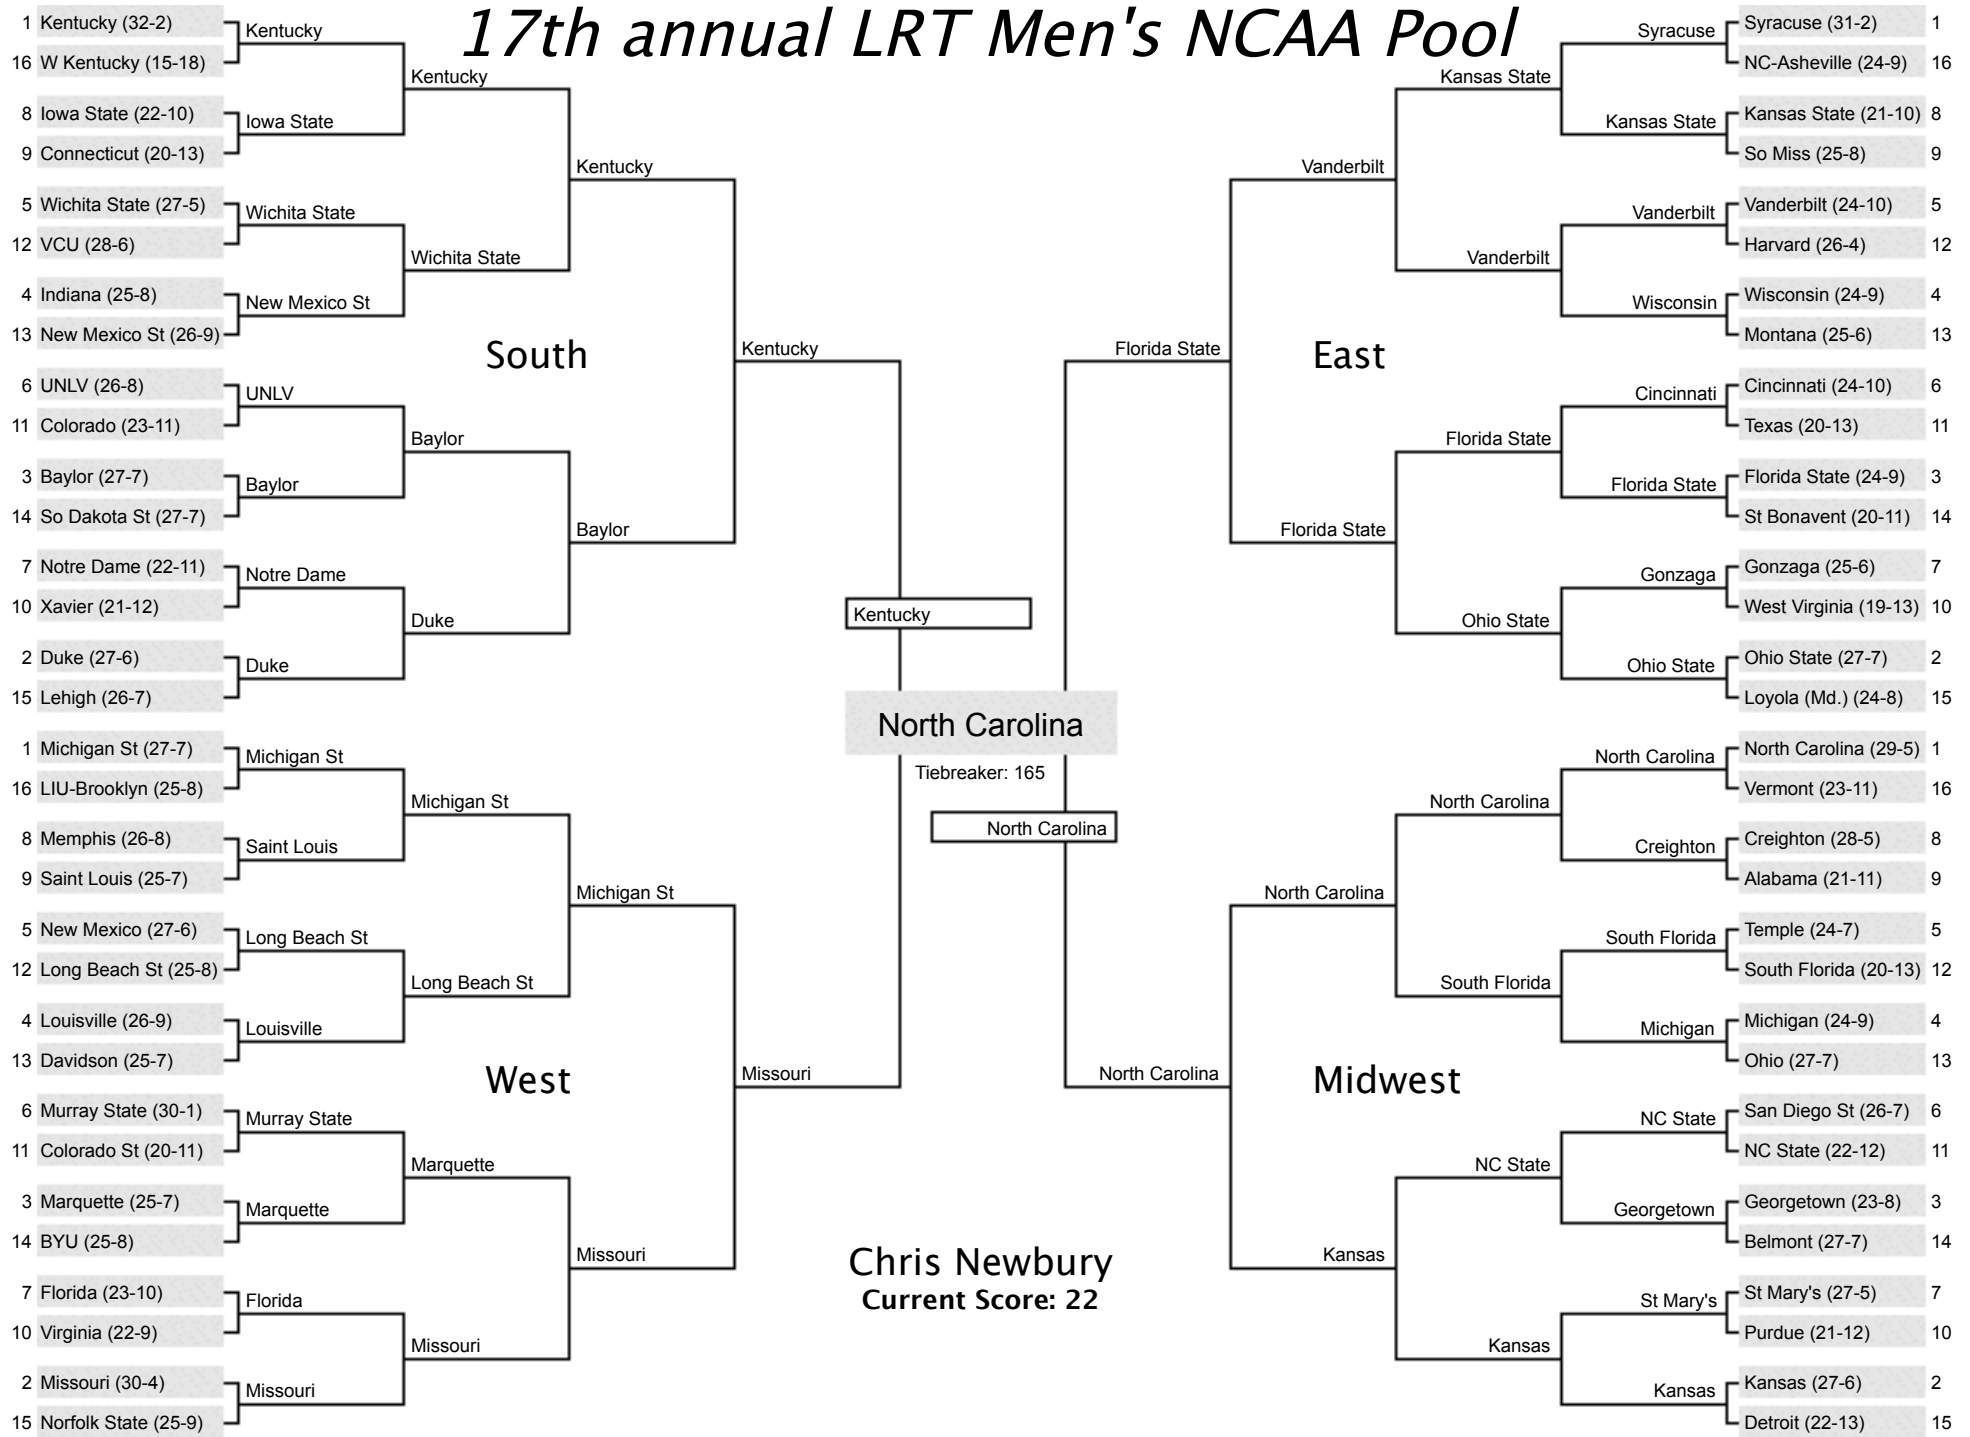 17th annual LRT Men's NCAA Pool
1 Kentucky (32-2)
16 W Kentucky (15-18)
8 Iowa State (22-10)
9 Connecticut (20-13)
5 Wichita State (27-5)
12 VCU (28-6)
4 Indiana (25-8)
13 New Mexico St (26-9)
6 UNLV (26-8)
11 Colorado (23-11)
3 Baylor (27-7)
14 So Dakota St (27-7)
7 Notre Dame (22-11)
10 Xavier (21-12)
2 Duke (27-6)
15 Lehigh (26-7)
Kentucky
Iowa State
Wichita State
New Mexico St
UNLV
Baylor
Notre Dame
Duke
Kentucky
Wichita State
Baylor
Duke
Kentucky
Baylor
Kentucky
South
1 Michigan St (27-7)
16 LIU-Brooklyn (25-8)
8 Memphis (26-8)
9 Saint Louis (25-7)
5 New Mexico (27-6)
12 Long Beach St (25-8)
4 Louisville (26-9)
13 Davidson (25-7)
6 Murray State (30-1)
11 Colorado St (20-11)
3 Marquette (25-7)
14 BYU (25-8)
7 Florida (23-10)
10 Virginia (22-9)
2 Missouri (30-4)
15 Norfolk State (25-9)
Michigan St
Saint Louis
Long Beach St
Louisville
Murray State
Marquette
Florida
Missouri
Michigan St
Long Beach St
Marquette
Missouri
Michigan St
Missouri
Missouri
West
Kentucky
North Carolina
Tiebreaker: 165
North Carolina
Chris Newbury
Current Score: 22
Syracuse (31-2) 1
NC-Asheville (24-9) 16
Kansas State (21-10) 8
So Miss (25-8) 9
Vanderbilt (24-10) 5
Harvard (26-4) 12
Wisconsin (24-9) 4
Montana (25-6) 13
Cincinnati (24-10) 6
Texas (20-13) 11
Florida State (24-9) 3
St Bonavent (20-11) 14
Gonzaga (25-6) 7
West Virginia (19-13) 10
Ohio State (27-7) 2
Loyola (Md.) (24-8) 15
Syracuse
Kansas State
Vanderbilt
Wisconsin
Cincinnati
Florida State
Gonzaga
Ohio State
Kansas State
Vanderbilt
Florida State
Ohio State
Vanderbilt
Florida State
Florida State
East
North Carolina (29-5) 1
Vermont (23-11) 16
Creighton (28-5) 8
Alabama (21-11) 9
Temple (24-7) 5
South Florida (20-13) 12
Michigan (24-9) 4
Ohio (27-7) 13
San Diego St (26-7) 6
NC State (22-12) 11
Georgetown (23-8) 3
Belmont (27-7) 14
St Mary's (27-5) 7
Purdue (21-12) 10
Kansas (27-6) 2
Detroit (22-13) 15
North Carolina
Creighton
South Florida
Michigan
NC State
Georgetown
St Mary's
Kansas
North Carolina
South Florida
NC State
Kansas
North Carolina
Kansas
North Carolina
Midwest